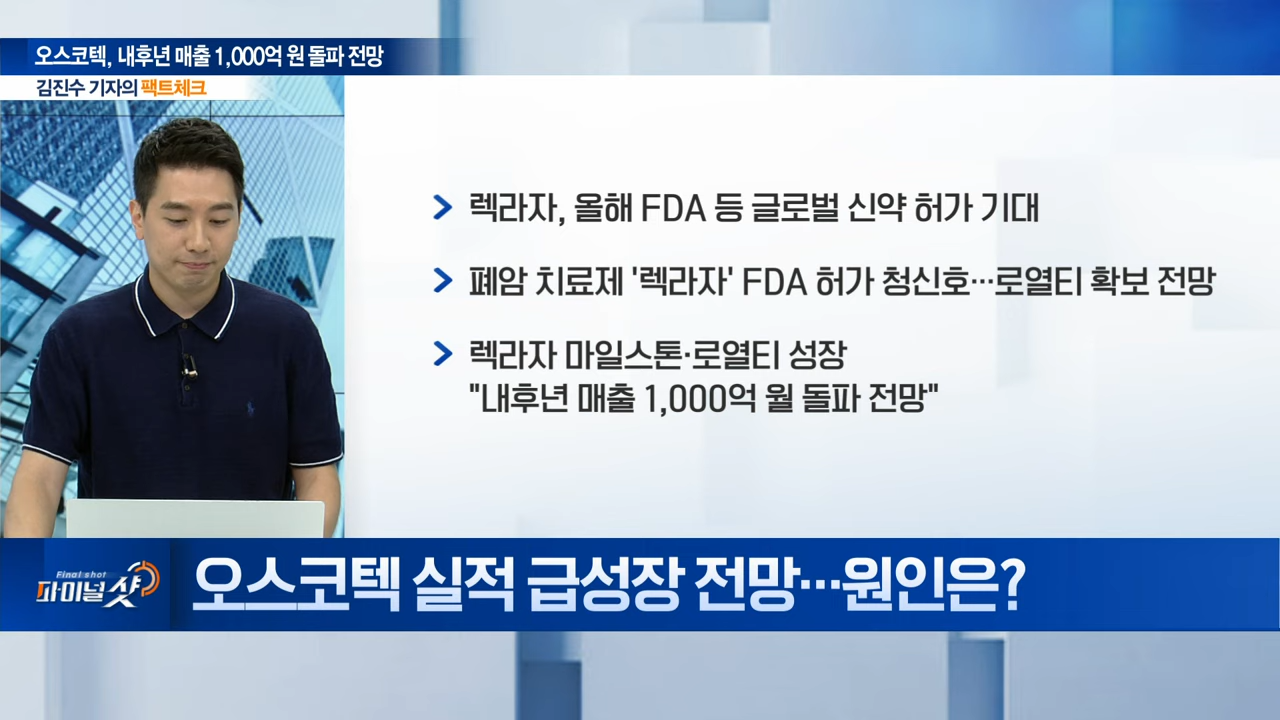 오스코텍, 내후년 매출 1,000억 원 돌파 전망
김진수 기자의 팩트체크
렉라자, 올해 FDA 등 글로벌 신약 허가 기대
폐암 치료제 '렉라자' FDA 허가 청신호…로열티 확보 전망
렉라자 마일스톤·로열티 성장
"내후년 매출 1,000억 월 돌파 전망"
Final shot
파이널 샷
오스코텍 실적 급성장 전망…원인은?